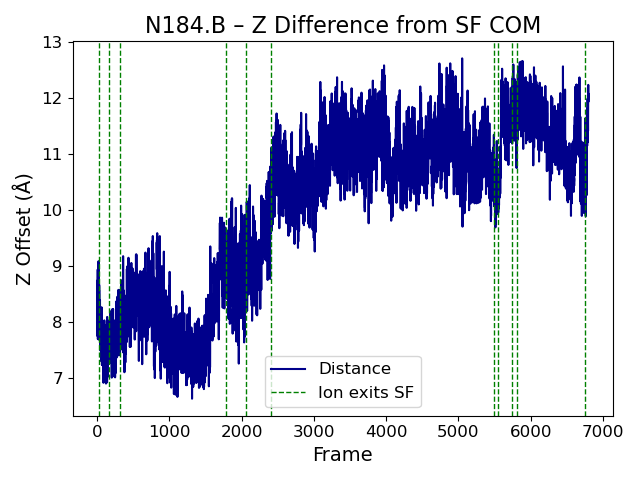 N184.B – Z Difference from SF COM
Z Offset (Å)
13
12
11
10
9
8
7
Distance
Ion exits SF
0 1000 2000 3000 4000 5000 6000 7000
Frame